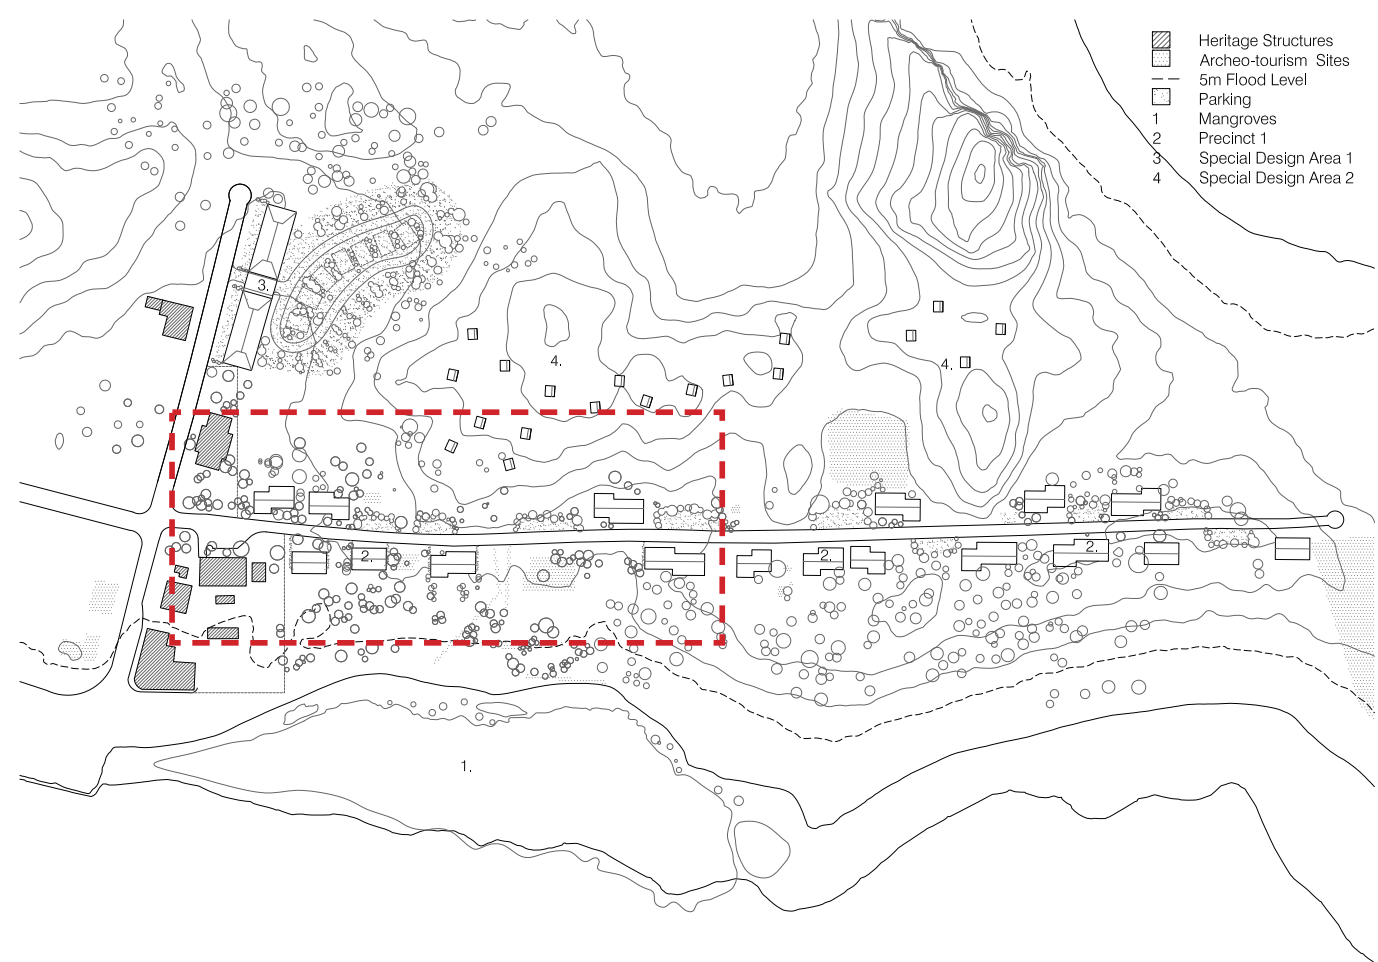 Heritage Structures
Archeo-tourism Sites
5m Flood Level
Parking
1 Mangroves
2 Precinct 1
3 Special Design Area 1
4 Special Design Area 2
3.
4.
4.
2.
2.
2.
1.